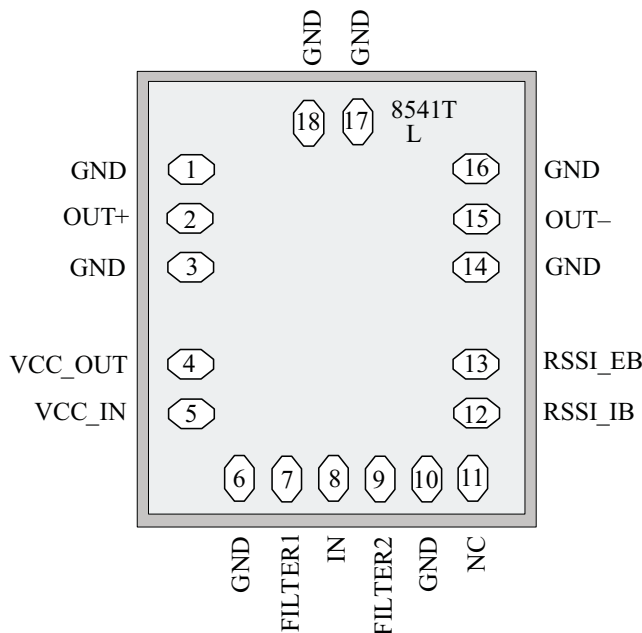 GND GND
18 17 8541T
L
GND 1 16 GND
OUT+ 2 15 OUT–
GND 3 14 GND
VCC_OUT 4 13 RSSI_EB
VCC_IN 5 12 RSSI_IB
6 7 8 9 10 11
GND FILTER1 IN FILTER2 GND NC